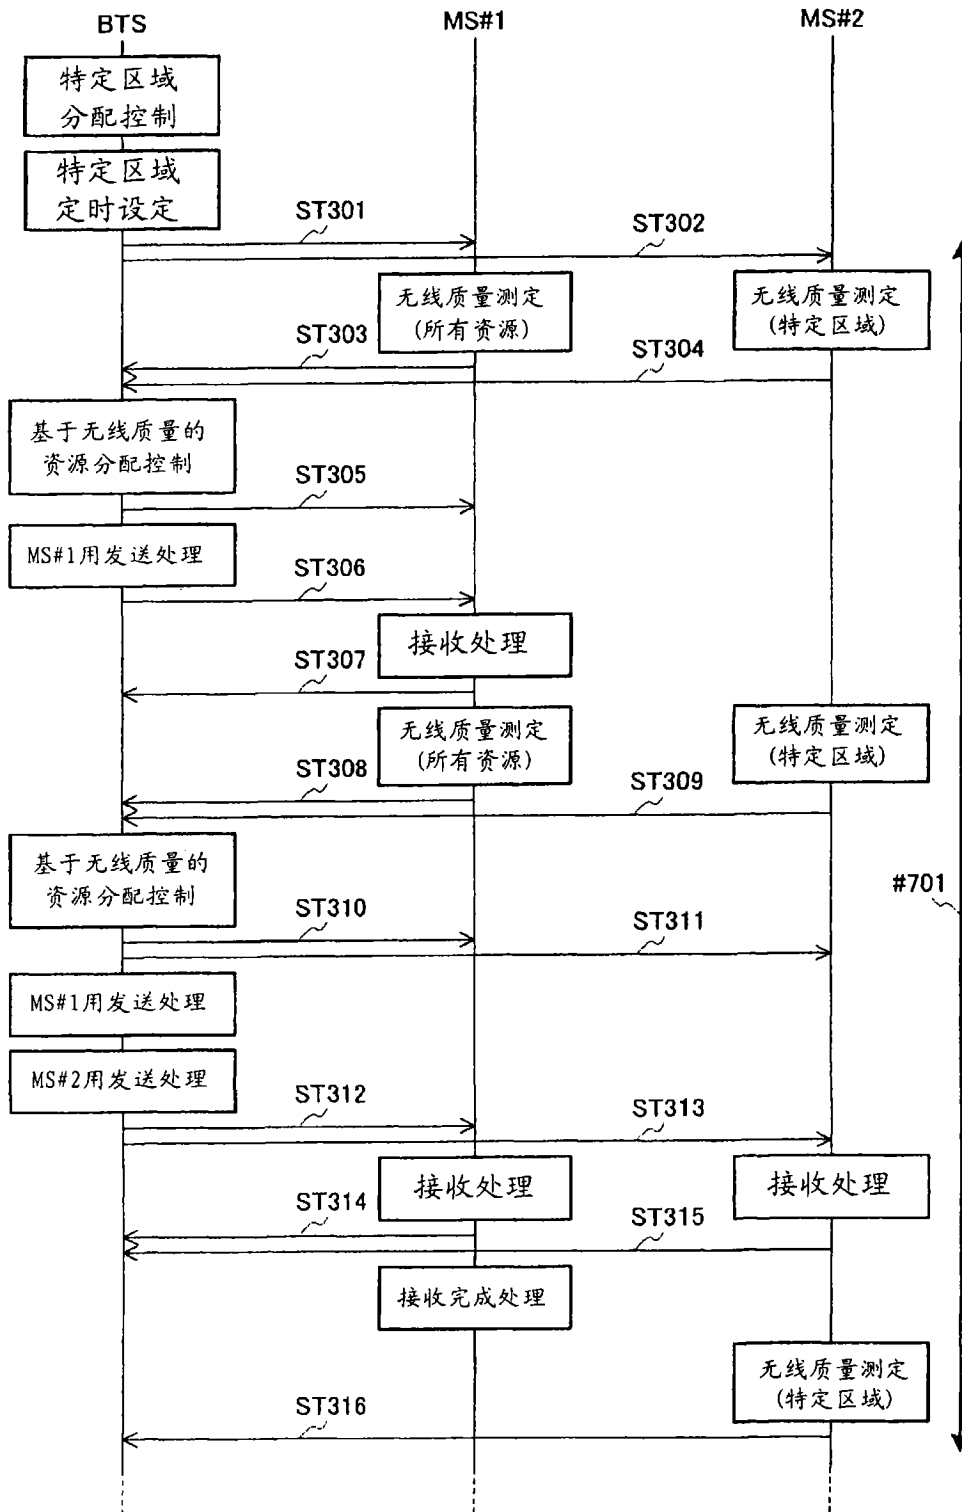 BTS
MS#1
MS#2
特定区域
分配控制
特定区域
定时设定
ST301
ST302
无线质量测定
(所有资源)
无线质量测定
(特定区域)
ST303
ST304
基于无线质量的
资源分配控制
ST305
MS#1用发送处理
ST306
接收处理
ST307
无线质量测定
(所有资源)
无线质量测定
(特定区域)
ST308
ST309
基于无线质量的
资源分配控制
#701
ST310
ST311
MS#1用发送处理
MS#2用发送处理
ST312
ST313
接收处理
接收处理
ST314
ST315
接收完成处理
无线质量测定
(特定区域)
ST316